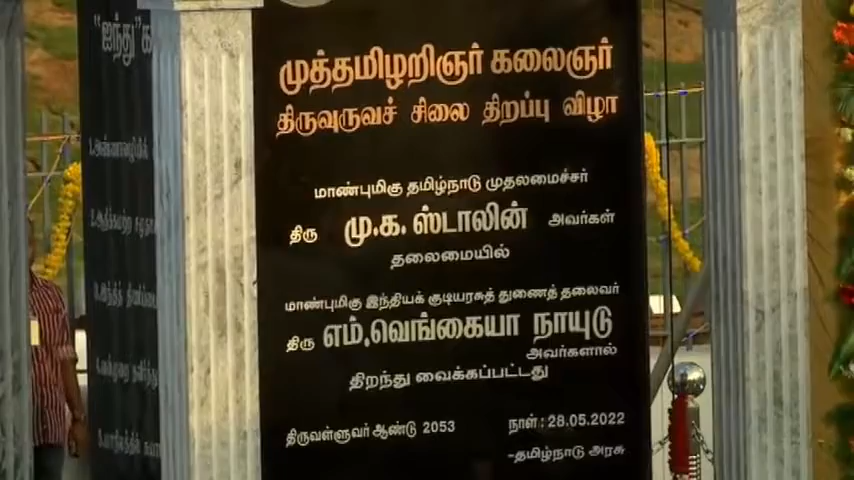 "ஐந்து"க
முத்தமிழறிஞர் கலைஞர்
திருவுருவச் சிலை திறப்பு விழா
மாண்புமிகு தமிழ்நாடு முதலமைச்சர்
திரு மு.க. ஸ்டாலின் அவர்கள்
தலைமையில்
மாண்புமிகு இந்தியக் குடியரசுத் துணைத் தலைவர்
திரு எம்.வெங்கையா நாயுடு அவர்களால்
திறந்து வைக்கப்பட்டது
திருவள்ளுவர் ஆண்டு 2053 நாள்: 28.05.2022
-தமிழ்நாடு அரசு